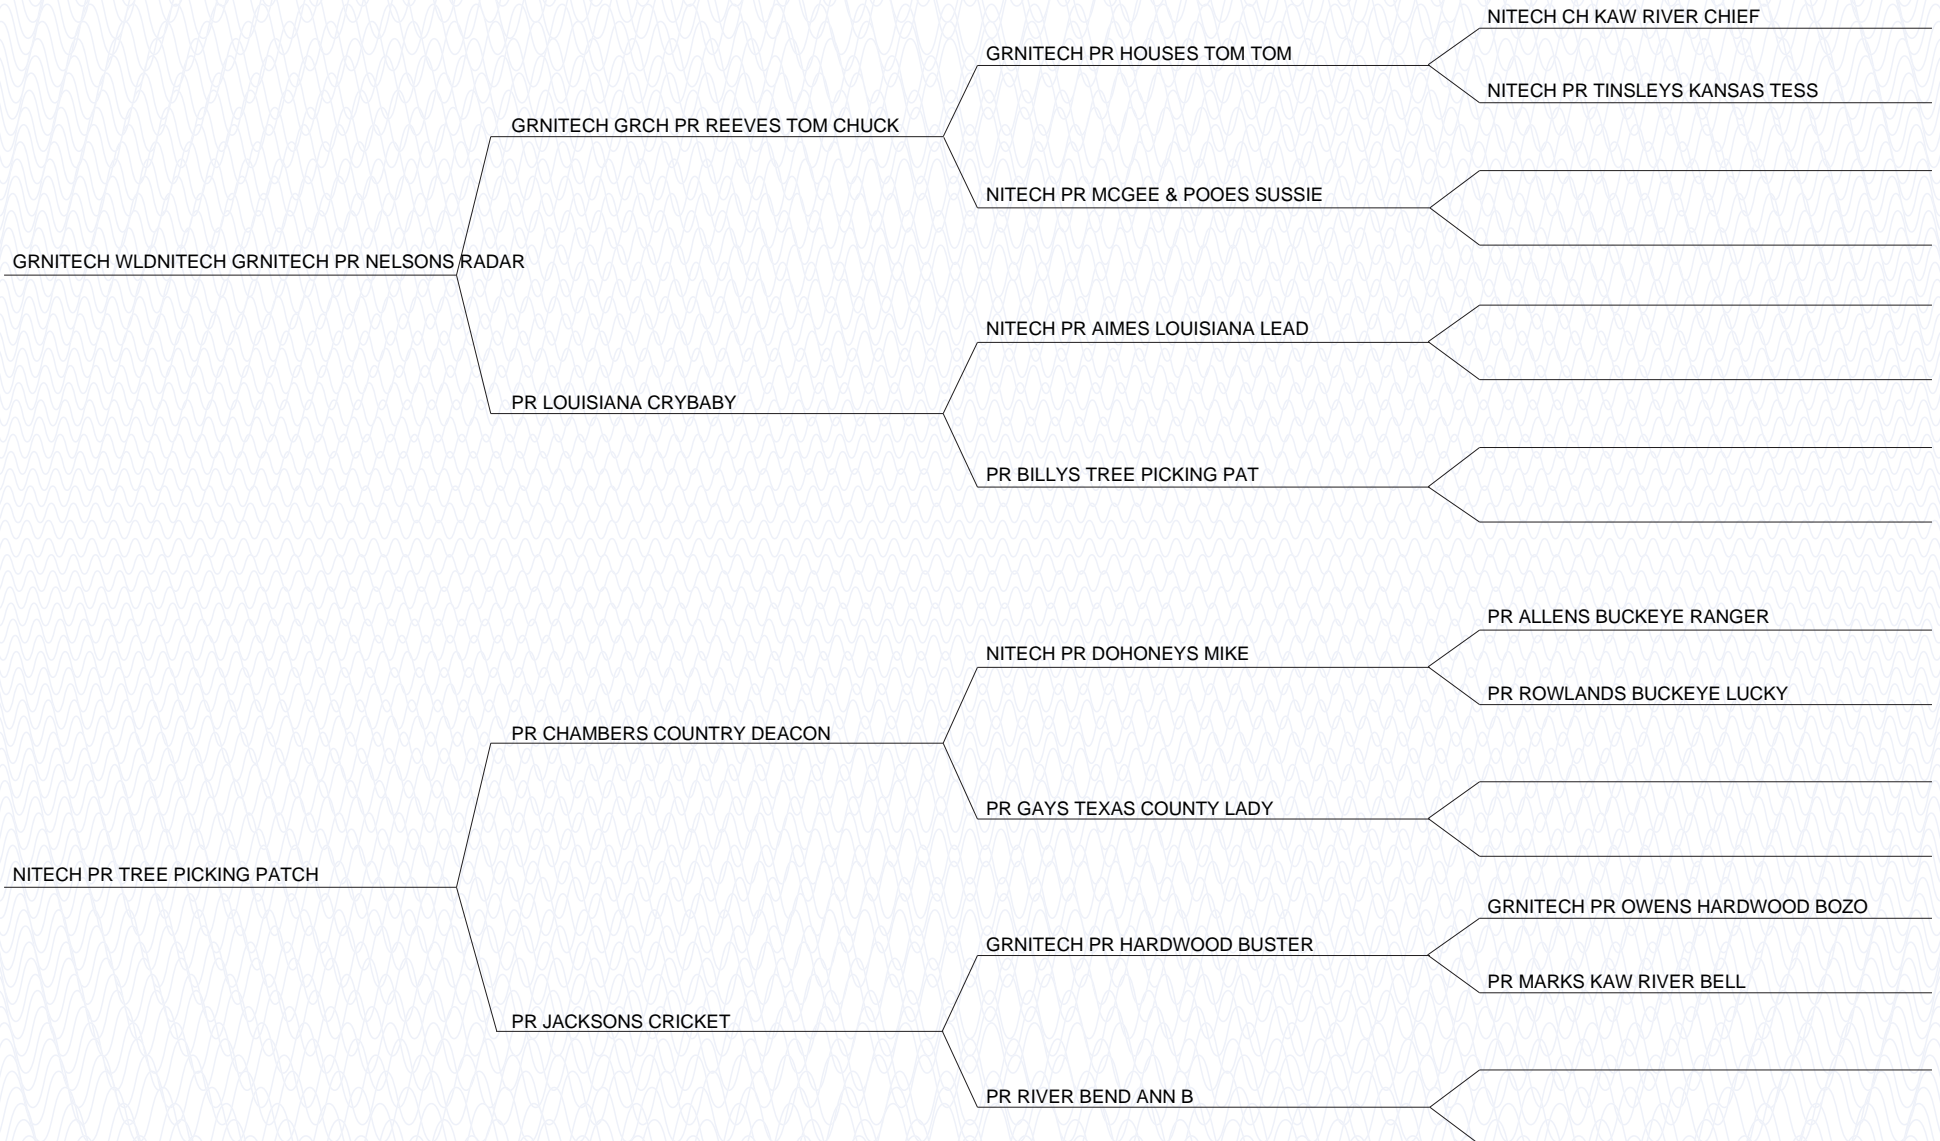 NITECH CH KAW RIVER CHIEF
GRNITECH PR HOUSES TOM TOM
NITECH PR TINSLEYS KANSAS TESS
GRNITECH GRCH PR REEVES TOM CHUCK
NITECH PR MCGEE & POOES SUSSIE
GRNITECH WLDNITECH GRNITECH PR NELSONS RADAR
NITECH PR AIMES LOUISIANA LEAD
PR LOUISIANA CRYBABY
PR BILLYS TREE PICKING PAT
PR ALLENS BUCKEYE RANGER
NITECH PR DOHONEYS MIKE
PR ROWLANDS BUCKEYE LUCKY
PR CHAMBERS COUNTRY DEACON
PR GAYS TEXAS COUNTY LADY
NITECH PR TREE PICKING PATCH
GRNITECH PR OWENS HARDWOOD BOZO
GRNITECH PR HARDWOOD BUSTER
PR MARKS KAW RIVER BELL
PR JACKSONS CRICKET
PR RIVER BEND ANN B